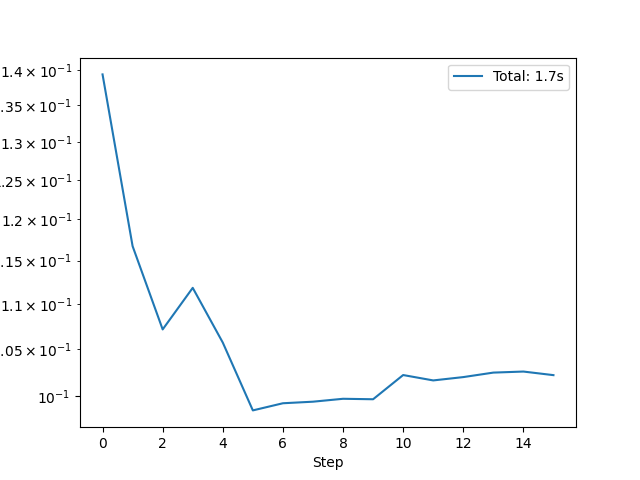 Total: 1.7s
1.4 × 10⁻¹
.35 × 10⁻¹
1.3 × 10⁻¹
.25 × 10⁻¹
1.2 × 10⁻¹
.15 × 10⁻¹
1.1 × 10⁻¹
.05 × 10⁻¹
10⁻¹
0 2 4 6 8 10 12 14
Step